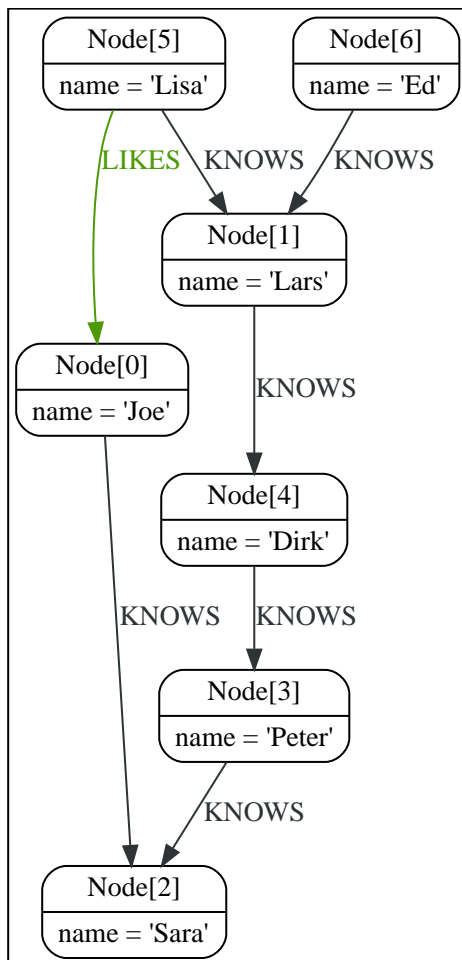 Node[5]
name = 'Lisa'
Node[6]
name = 'Ed'
LIKES
KNOWS
KNOWS
Node[1]
name = 'Lars'
Node[0]
name = 'Joe'
KNOWS
Node[4]
name = 'Dirk'
KNOWS
KNOWS
Node[3]
name = 'Peter'
KNOWS
Node[2]
name = 'Sara'